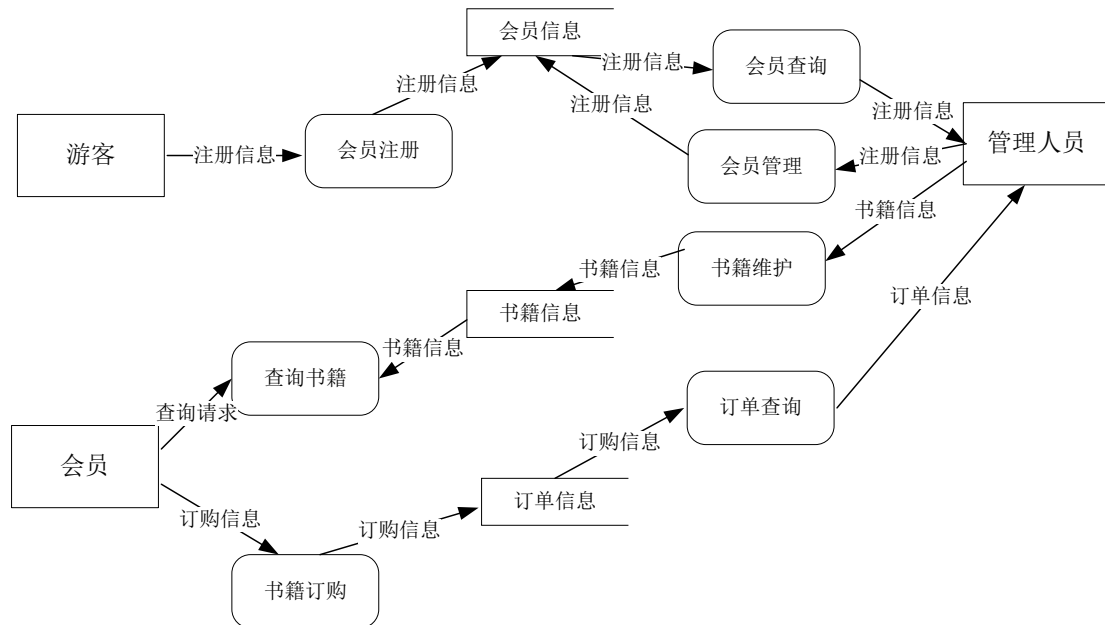 会员信息
注册信息
会员查询
注册信息
注册信息
注册信息
游客
注册信息
会员注册
会员管理
注册信息
管理人员
书籍信息
书籍维护
书籍信息
书籍信息
订单信息
书籍信息
查询书籍
查询请求
订单查询
会员
订购信息
订单信息
订购信息
订购信息
书籍订购